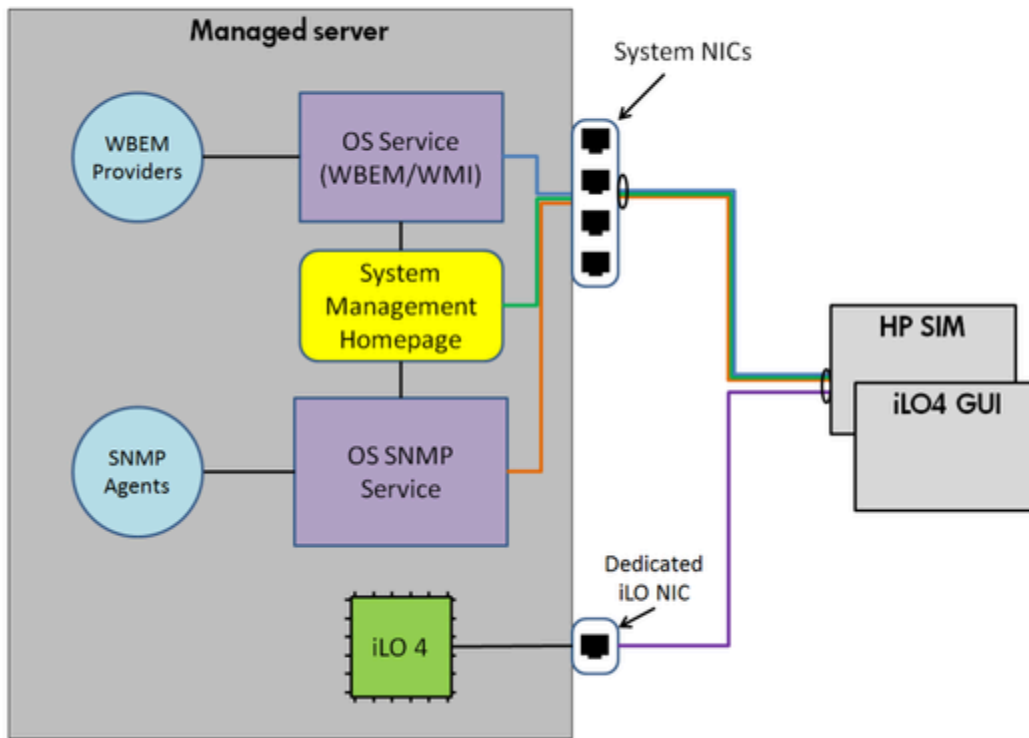 Managed server
System NICs
WBEM
Providers
OS Service
(WBEM/WMI)
System
Management
Homepage
HP SIM
iLO4 GUI
SNMP
Agents
OS SNMP
Service
Dedicated
iLO NIC
iLO 4